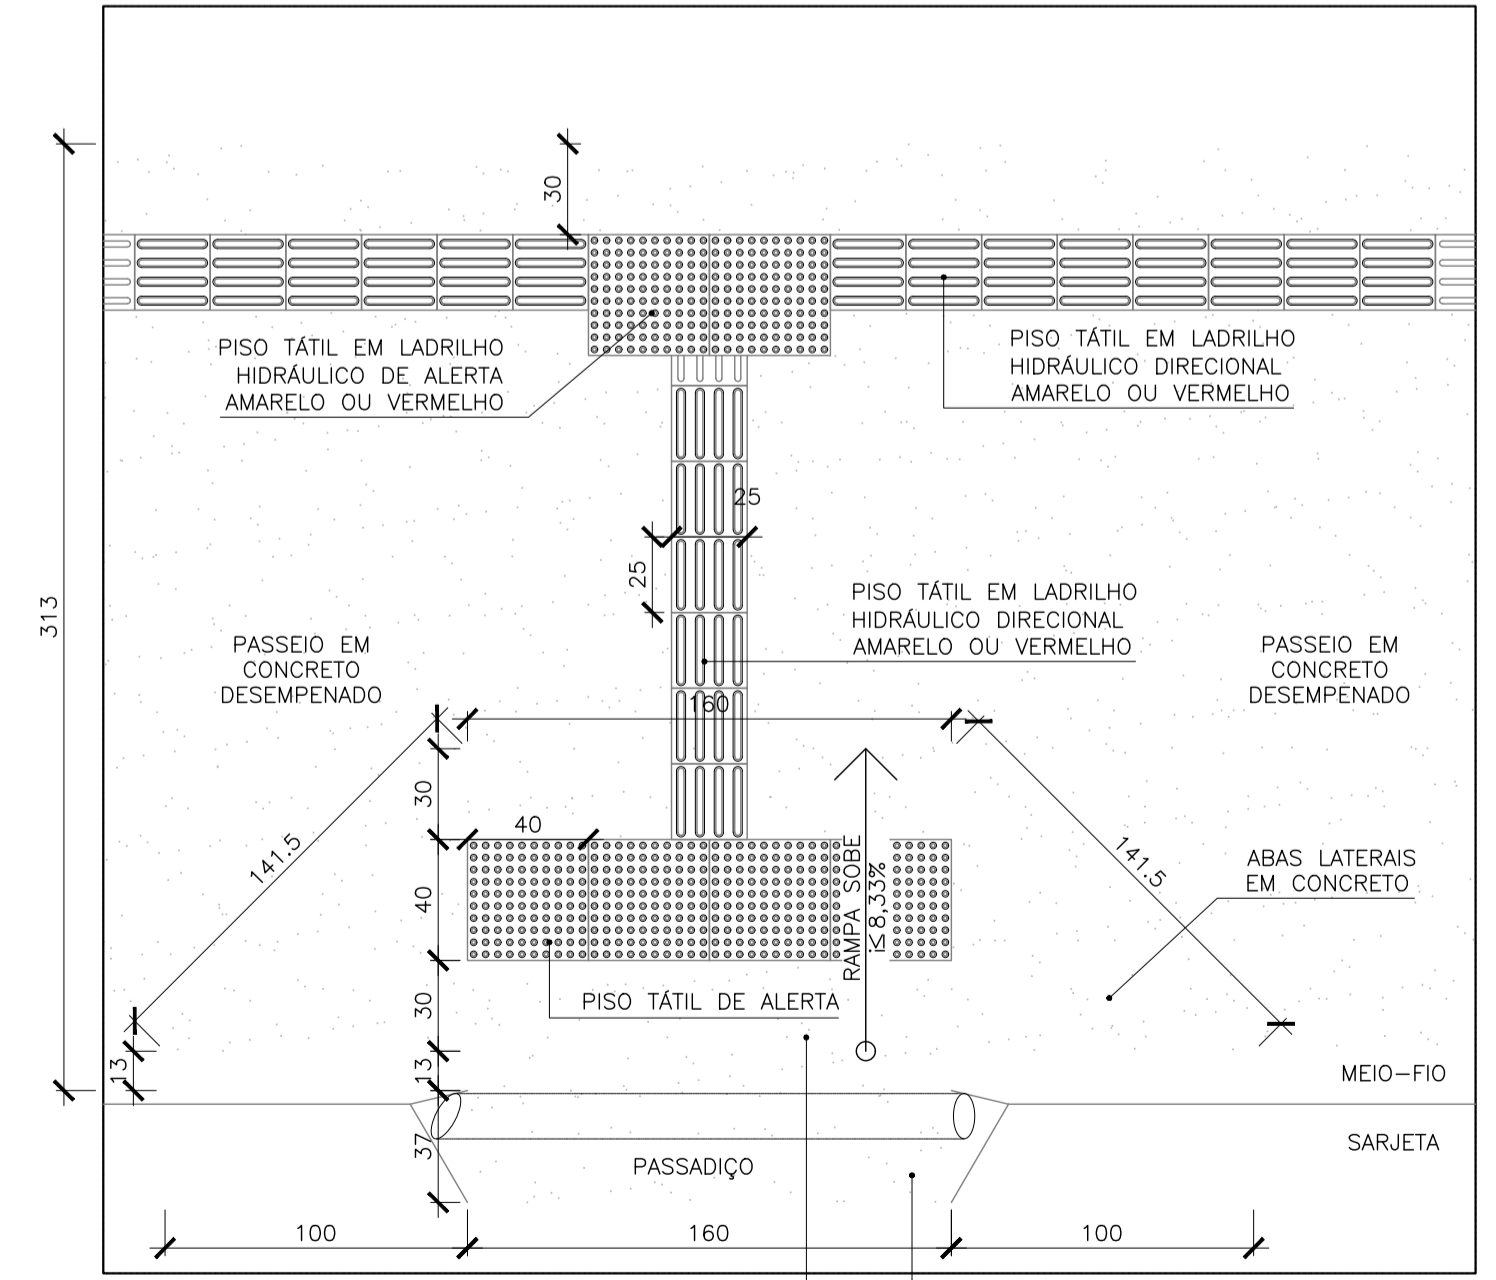 30
PISO TÁTIL EM LADRILHO
HIDRÁULICO DE ALERTA
AMARELO OU VERMELHO
PISO TÁTIL EM LADRILHO
HIDRÁULICO DIRECIONAL
AMARELO OU VERMELHO
25
25
313
PISO TÁTIL EM LADRILHO
HIDRÁULICO DIRECIONAL
AMARELO OU VERMELHO
PASSEIO EM
CONCRETO
DESEMPENADO
PASSEIO EM
CONCRETO
DESEMPENADO
160
30
40
141.5
141.5
RAMPA SOBE
i≤8,33%
ABAS LATERAIS
EM CONCRETO
40
30
PISO TÁTIL DE ALERTA
13
13
MEIO-FIO
37
SARJETA
PASSADIÇO
100
160
100